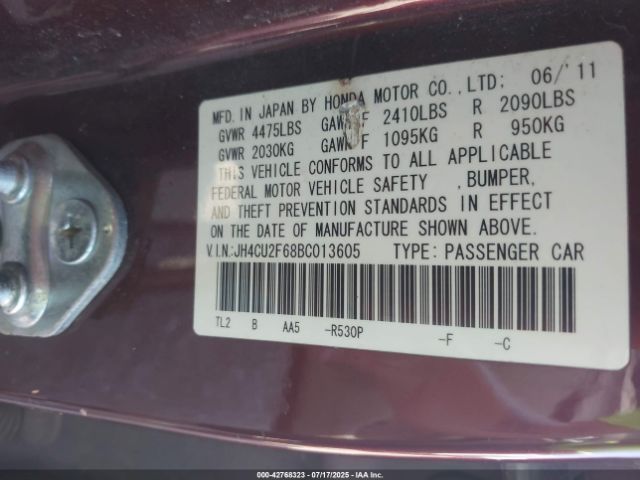 MFD. IN JAPAN BY HONDA MOTOR CO.,LTD; 06/'11
GVWR 4475LBS GAWR F 2410LBS R 2090LBS
GVWR 2030KG GAWR F 1095KG R 950KG
THIS VEHICLE CONFORMS TO ALL APPLICABLE
FEDERAL MOTOR VEHICLE SAFETY ,BUMPER,
AND THEFT PREVENTION STANDARDS IN EFFECT
ON THE DATE OF MANUFACTURE SHOWN ABOVE.
V.I.N:JH4CU2F68BC013605 TYPE: PASSENGER CAR
TL2 B AA5 -R530P -F -C
000-42768323 | 07/17/2025 | IAA, Inc.